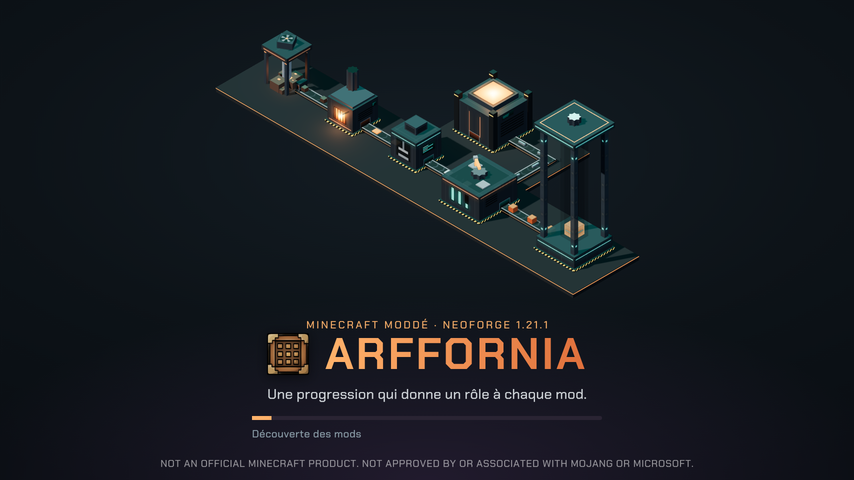 MINECRAFT MODDÉ · NEOFORGE 1.21.1
ARFFORNIA
Une progression qui donne un rôle à chaque mod.
Découverte des mods
NOT AN OFFICIAL MINECRAFT PRODUCT. NOT APPROVED BY OR ASSOCIATED WITH MOJANG OR MICROSOFT.